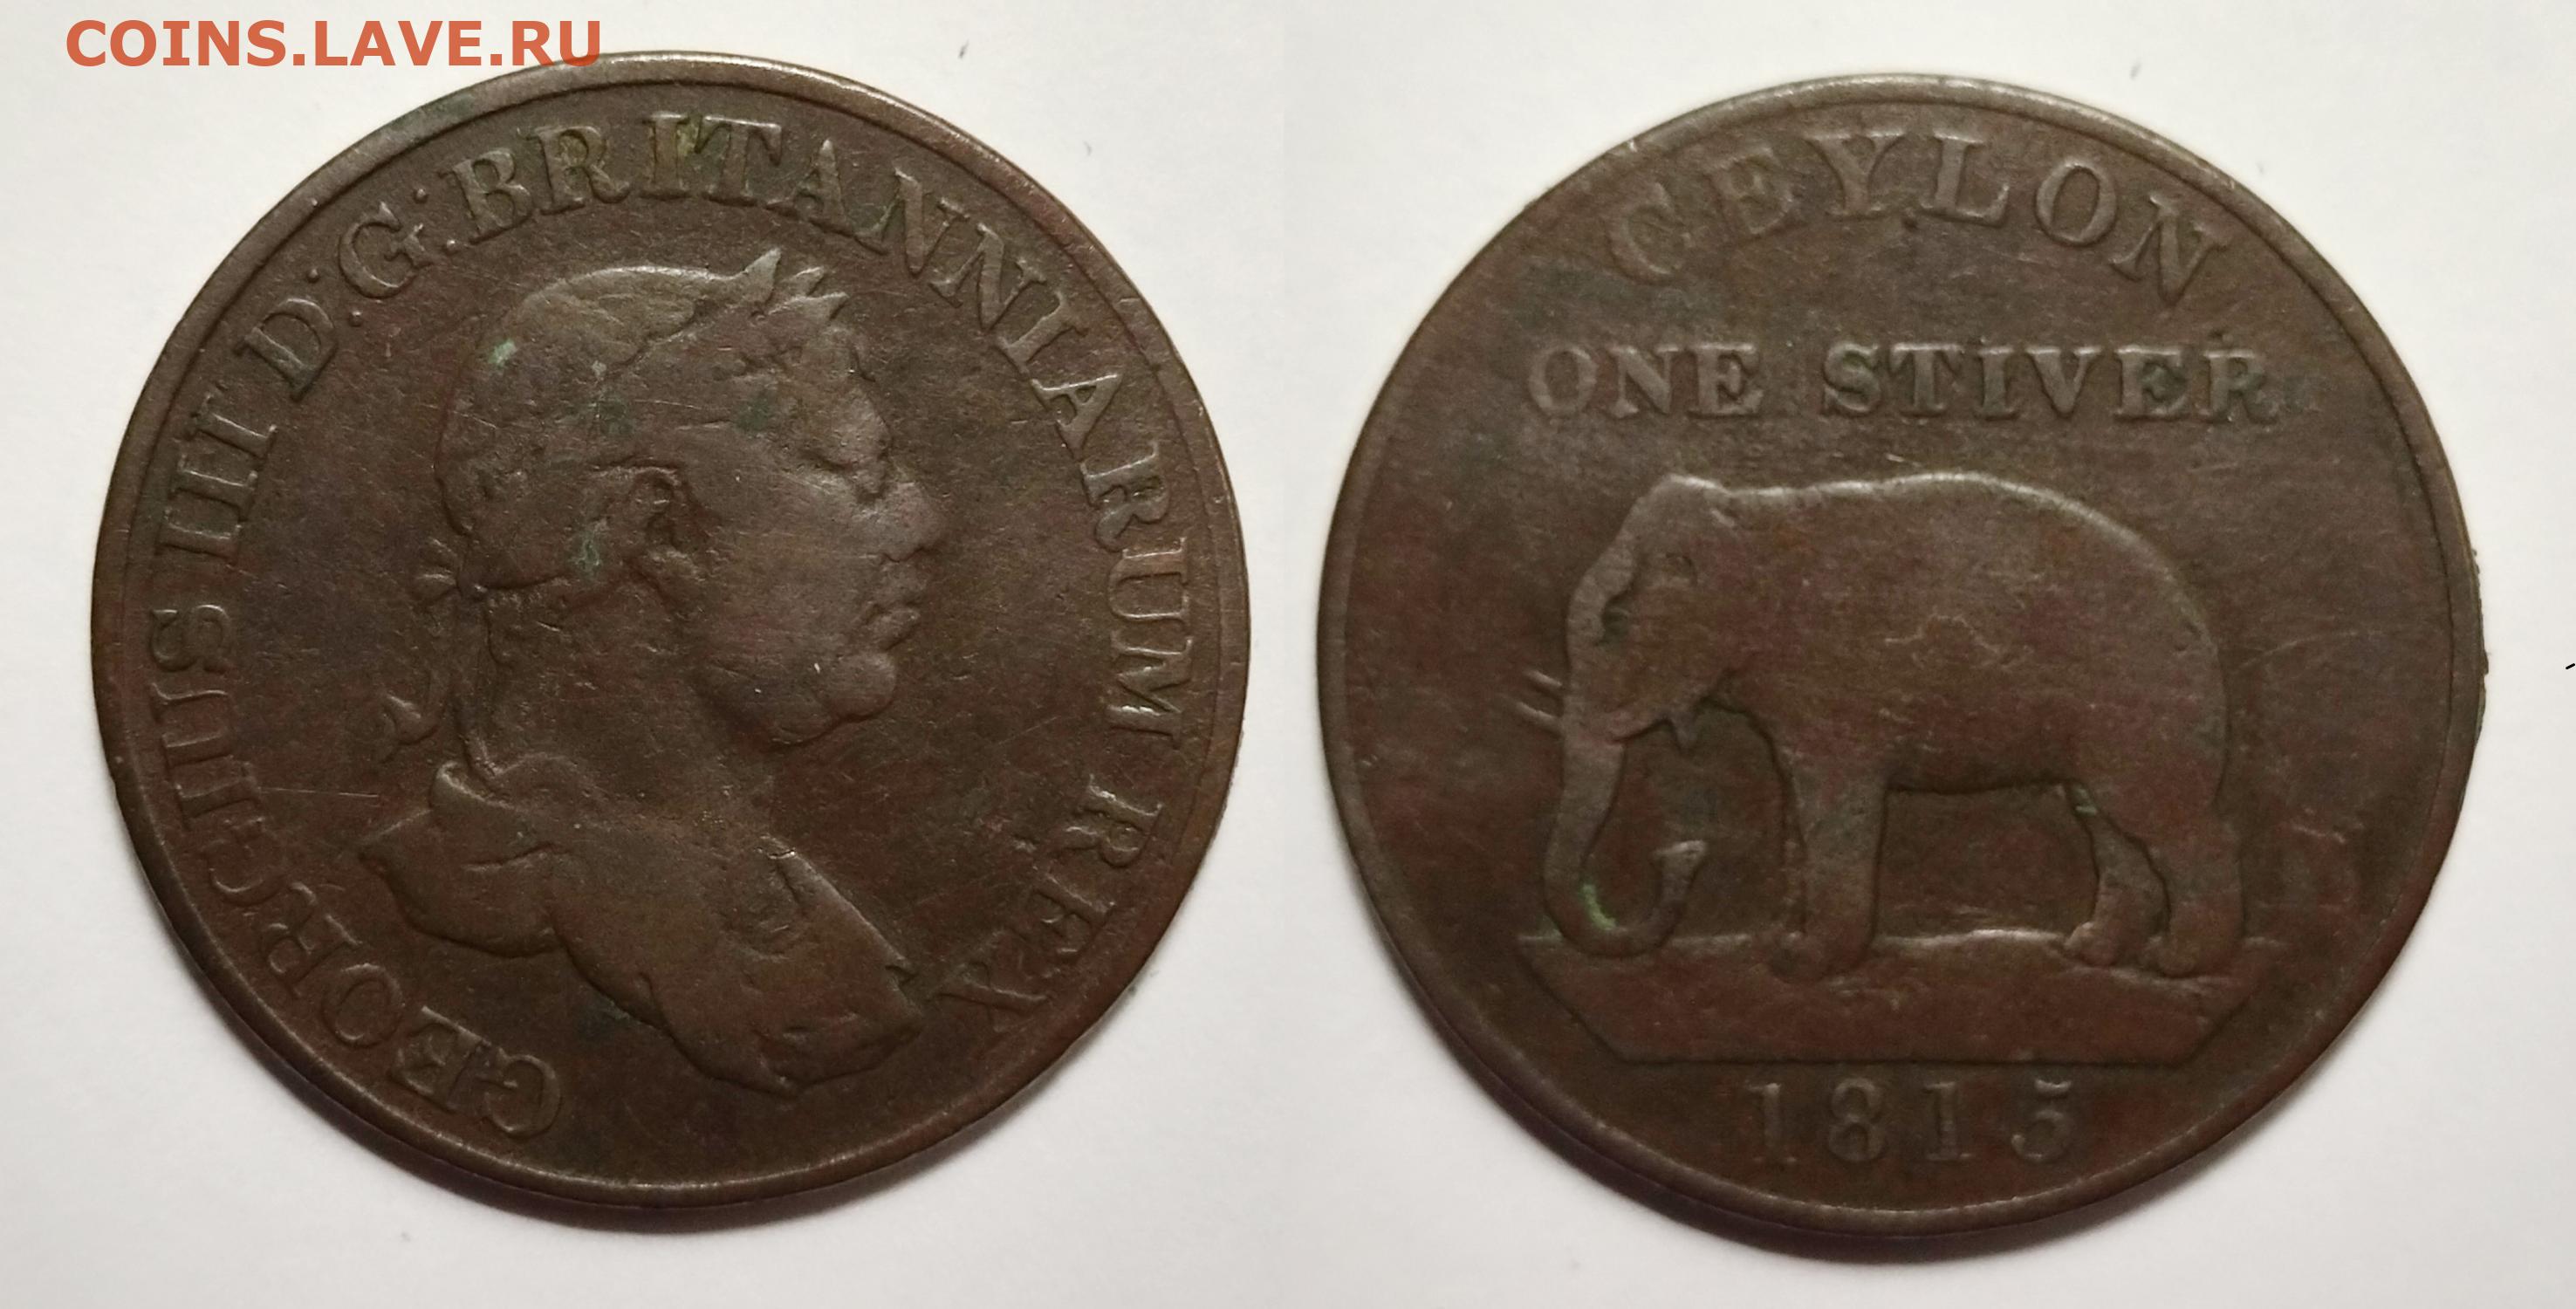 COINS.LAVE.RU
GEORGIUS III D:G:BRITANNIARUM REX
CEYLON
ONE STIVER
1815